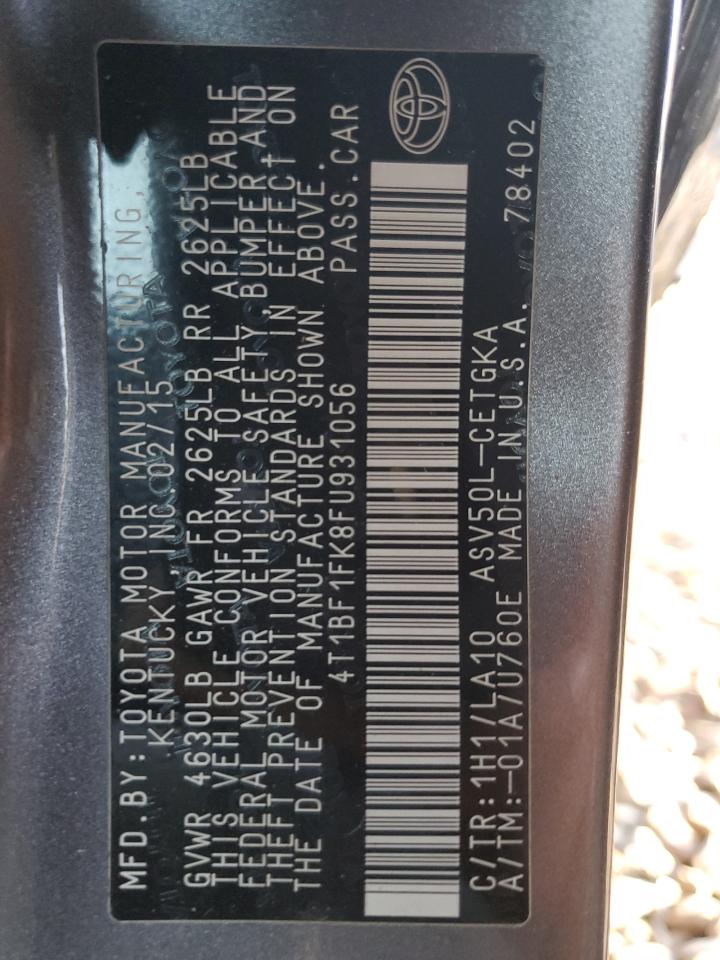 MFD.BY:TOYOTA MOTOR MANUFACTURING,
KENTUCKY,INC.02/15
GVWR 4630LB GAWR FR 2625LB RR 2625LB
THIS VEHICLE CONFORMS TO ALL APPLICABLE
FEDERAL MOTOR VEHICLE SAFETY,BUMPER AND
THEFT PREVENTION STANDARDS IN EFFECT ON
THE DATE OF MANUFACTURE SHOWN ABOVE.
4T1BF1FK8FU931056 PASS.CAR
C/TR:1H1/LA10 ASV50L-CETGKA
A/TM:-01A/U760E MADE IN U.S.A. 78402